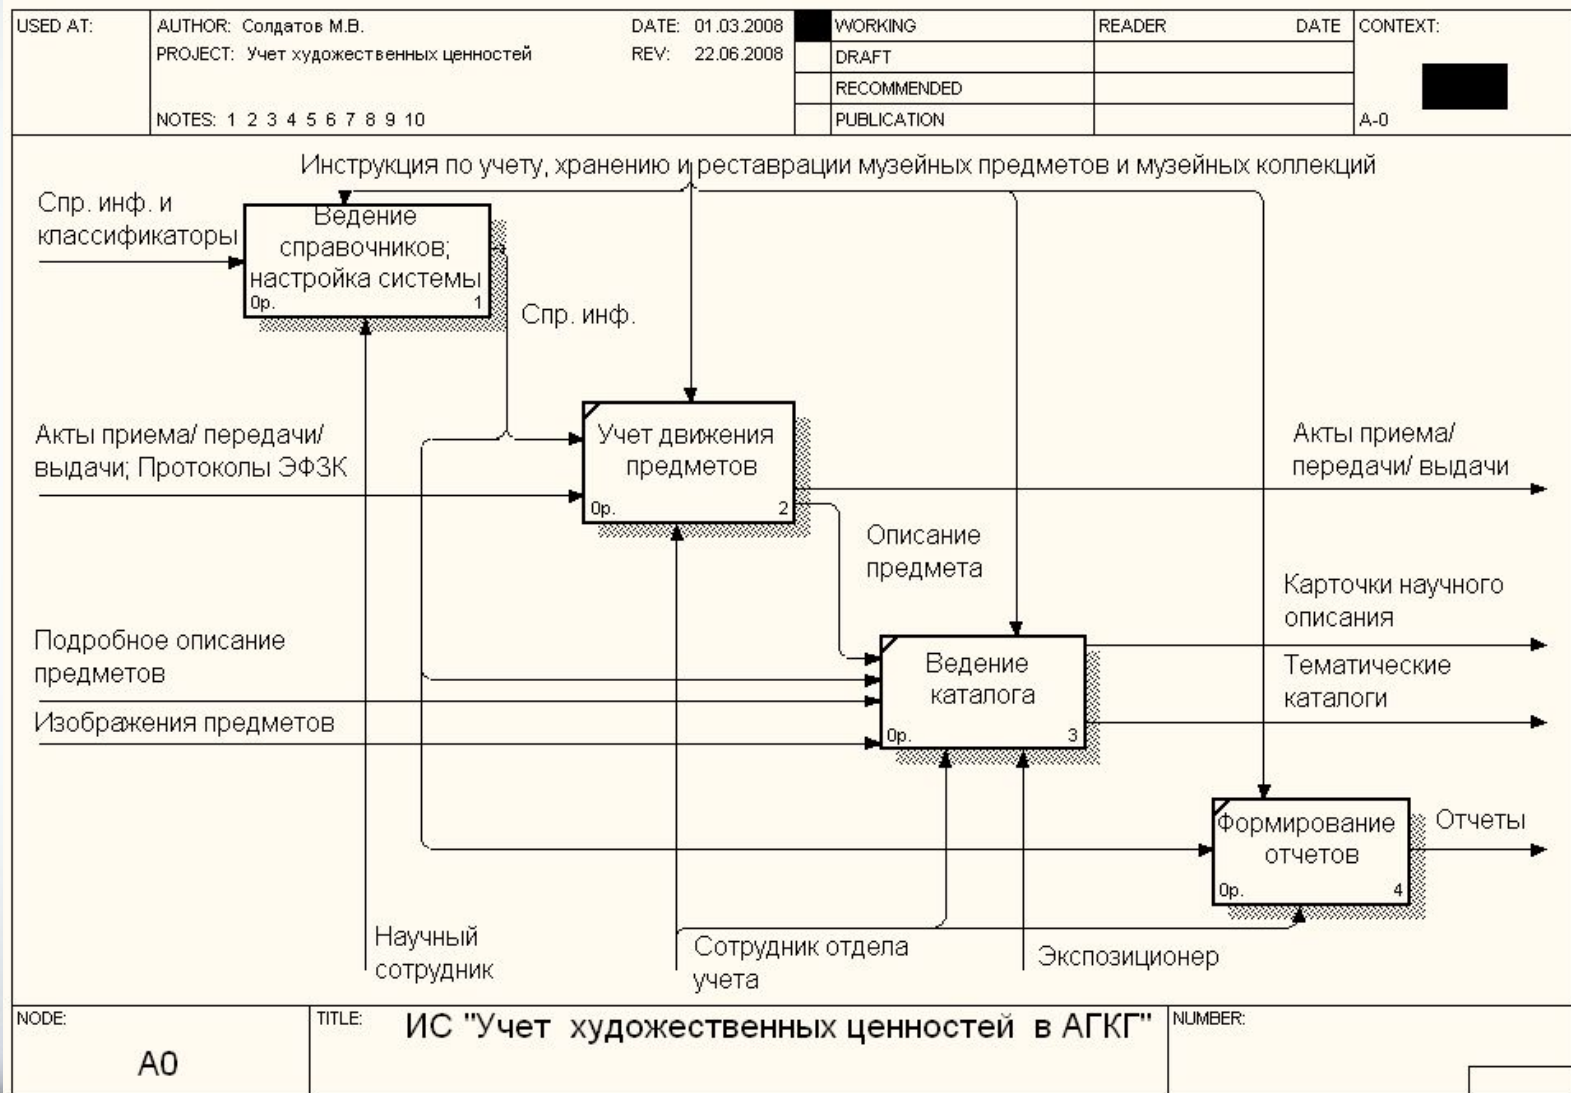 USED AT:
AUTHOR: Солдатов М.В.
DATE: 01.03.2008
PROJECT: Учет художественных ценностей
REV: 22.06.2008
NOTES: 1 2 3 4 5 6 7 8 9 10
WORKING
DRAFT
RECOMMENDED
PUBLICATION
READER
DATE
CONTEXT:
A-0
Инструкция по учету, хранению и реставрации музейных предметов и музейных коллекций
Спр. инф. и
классификаторы
Ведение
справочников;
настройка системы
0р.
1
Спр. инф.
Акты приема/ передачи/
выдачи; Протоколы ЭФЗК
Учет движения
предметов
0р.
2
Акты приема/
передачи/ выдачи
Описание
предмета
Карточки научного
описания
Подробное описание
предметов
Ведение
каталога
0р.
3
Тематические
каталоги
Изображения предметов
Формирование
отчетов
0р.
4
Отчеты
Научный
сотрудник
Сотрудник отдела
учета
Экспозиционер
NODE:
A0
TITLE:
ИС "Учет художественных ценностей в АГКГ"
NUMBER: